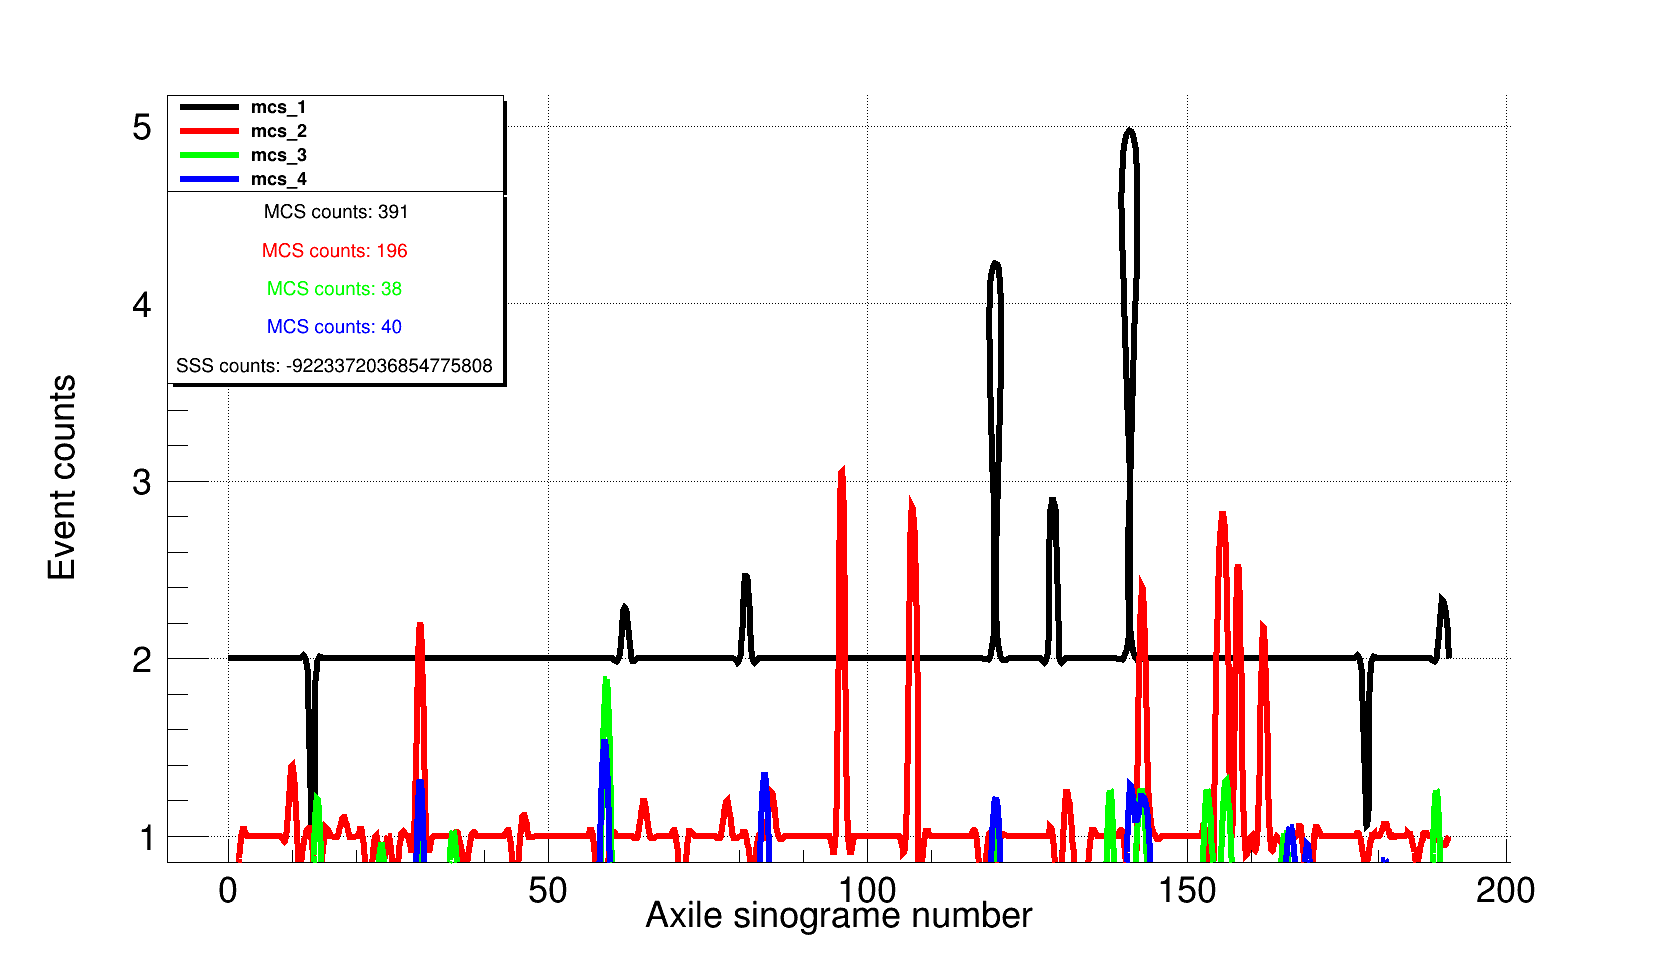 mcs_1
mcs_2
mcs_3
mcs_4
MCS counts: 391
MCS counts: 196
MCS counts: 38
MCS counts: 40
SSS counts: -9223372036854775808
5
4
3
2
1
Event counts
0 50 100 150 200
Axile sinograme number